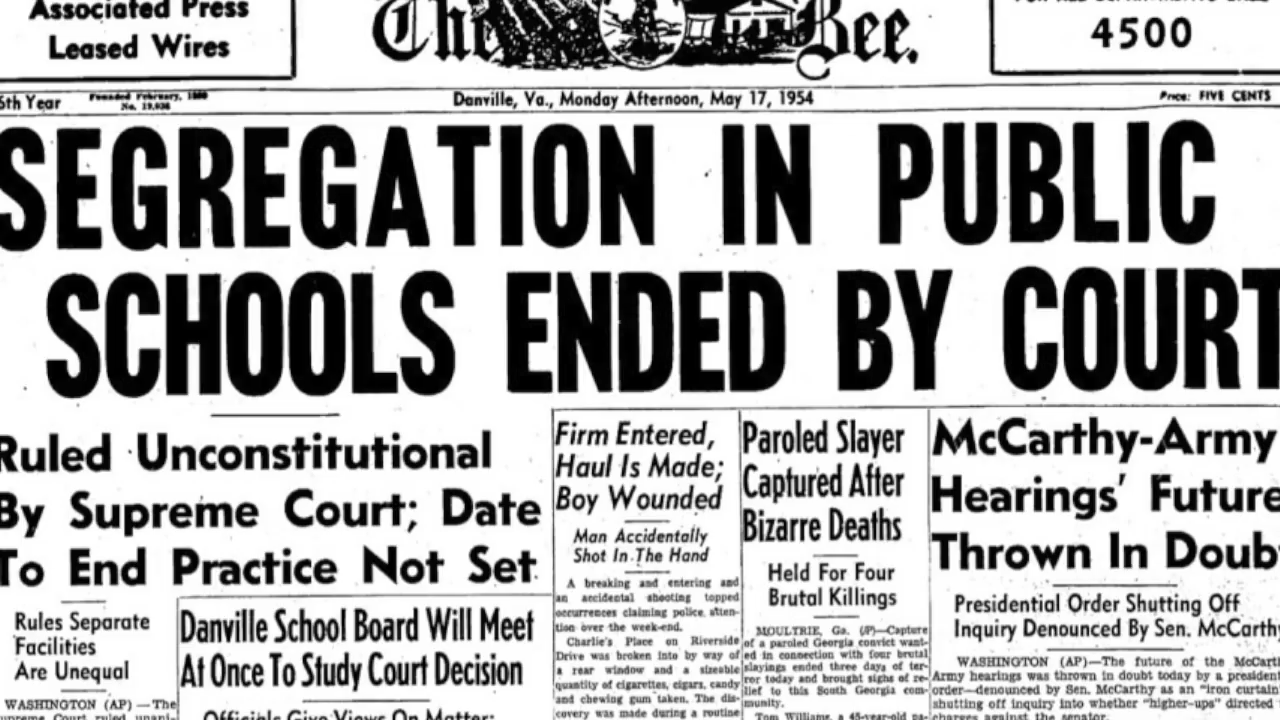 Associated Press
Leased Wires
The Bee.
4500
6th Year
Founded February, 1899
Danville, Va., Monday Afternoon, May 17, 1954
Price: FIVE CENTS
SEGREGATION IN PUBLIC
SCHOOLS ENDED BY COURT
Ruled Unconstitutional
By Supreme Court; Date
To End Practice Not Set
Rules Separate
Facilities
Are Unequal
WASHINGTON (AP) — The
Supreme Court ruled unani-
Danville School Board Will Meet
At Once To Study Court Decision
Officials Give Views On Matter:
Firm Entered,
Haul Is Made;
Boy Wounded
Man Accidentally
Shot In The Hand
A breaking and entering and
an accidental shooting topped
occurrences claiming police atten-
tion over the week-end.
Charlie's Place on Riverside
Drive was broken into by way of
a rear window and a sizeable
quantity of cigarettes, cigars, candy
and chewing gum taken. The dis-
covery was made during a routine
Paroled Slayer
Captured After
Bizarre Deaths
Held For Four
Brutal Killings
MOULTRIE, Ga. (AP)—Capture
of a paroled Georgia convict want-
ed in connection with four brutal
slayings ended three days of ter-
ror today and brought sighs of re-
lief to this South Georgia com-
munity.
Tom Williams, a 45-year-old pa-
McCarthy-Army
Hearings' Future
Thrown In Doubt
Presidential Order Shutting Off
Inquiry Denounced By Sen. McCarthy
WASHINGTON (AP)—The future of the McCarth
Army hearings was thrown in doubt today by a president
order—denounced by Sen. McCarthy as an "iron curtain
shutting off inquiry into whether "higher-ups" directed
charges against the senator.